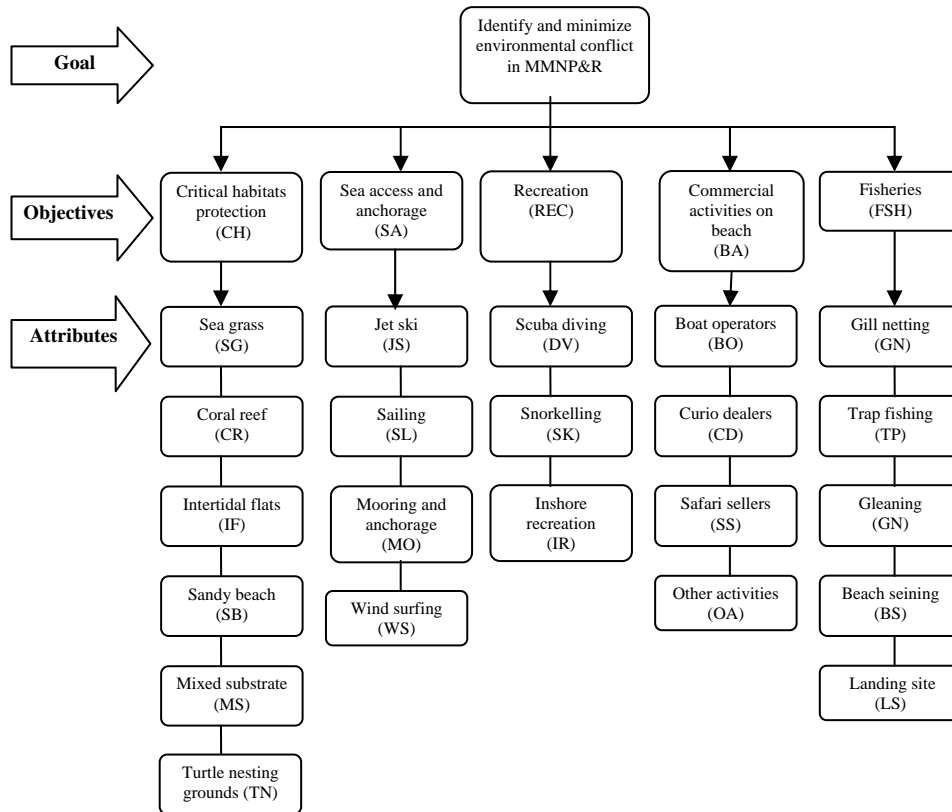 Goal
Identify and minimize
environmental conflict
in MMNP&R
Objectives
Critical habitats
protection
(CH)
Sea access and
anchorage
(SA)
Recreation
(REC)
Commercial
activities on
beach
(BA)
Fisheries
(FSH)
Attributes
Sea grass
(SG)
Jet ski
(JS)
Scuba diving
(DV)
Boat operators
(BO)
Gill netting
(GN)
Coral reef
(CR)
Sailing
(SL)
Snorkelling
(SK)
Curio dealers
(CD)
Trap fishing
(TP)
Intertidal flats
(IF)
Mooring and
anchorage
(MO)
Inshore
recreation
(IR)
Safari sellers
(SS)
Gleaning
(GN)
Sandy beach
(SB)
Wind surfing
(WS)
Other activities
(OA)
Beach seining
(BS)
Mixed substrate
(MS)
Landing site
(LS)
Turtle nesting
grounds (TN)